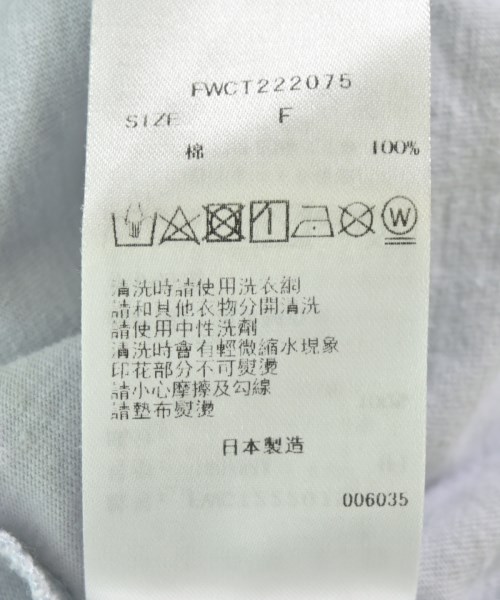 FWCT222075
SIZE F
棉 100%
W
清洗時請使用洗衣網
請和其他衣物分開清洗
請使用中性洗劑
清洗時會有輕微縮水現象
印花部分不可熨燙
請小心摩擦及勾線
請墊布熨燙
日本製造
006035